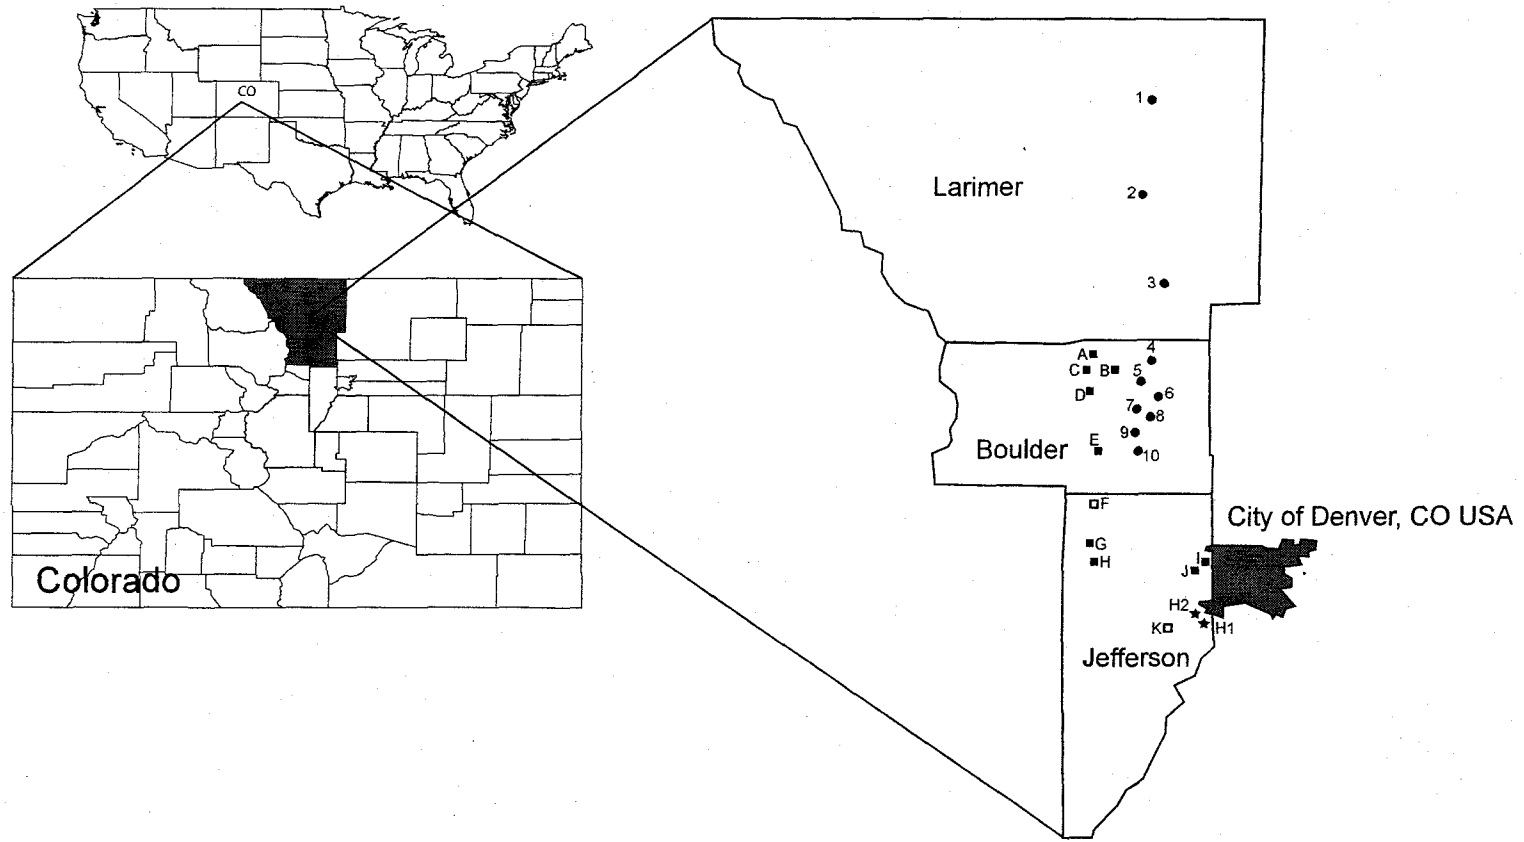 CO
1
2
Larimer
3
A
4
C
B
5
D
6
7
8
9
E
Boulder
10
F
City of Denver, CO USA
G
I
H
J
Colorado
H2
K
H1
Jefferson